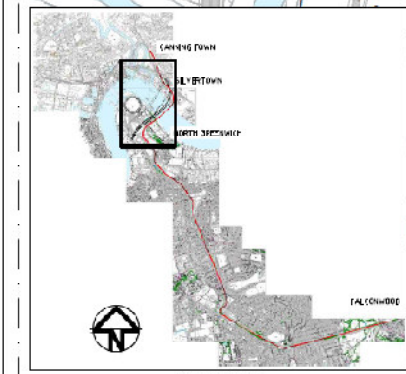 CANNING TOWN
SILVERTOWN
NORTH GREENWICH
FALCONWOOD
N